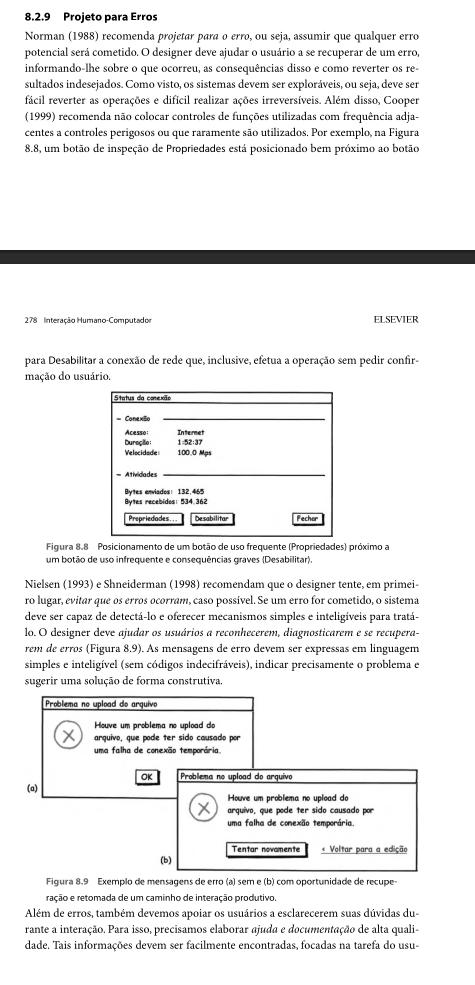 8.2.9 Projeto para Erros
Norman (1988) recomenda projetar para o erro, ou seja, assumir que qualquer erro
potencial será cometido. O designer deve ajudar o usuário a se recuperar de um erro,
informando-lhe sobre o que ocorreu, as consequências disso e como reverter os re-
sultados indesejados. Como visto, os sistemas devem ser exploráveis, ou seja, deve ser
fácil reverter as operações e difícil realizar ações irreversíveis. Além disso, Cooper
(1999) recomenda não colocar controles de funções utilizadas com frequência adja-
centes a controles perigosos ou que raramente são utilizados. Por exemplo, na Figura
8.8, um botão de inspeção de Propriedades está posicionado bem próximo ao botão
278 Interação Humano-Computador
ELSEVIER
para Desabilitar a conexão de rede que, inclusive, efetua a operação sem pedir confir-
mação do usuário.
Status da conexão
– Conexão
Acesso: Internet
Duração: 1:52:37
Velocidade: 100.0 Mps
– Atividades
Bytes enviados: 132.465
Bytes recebidos: 534.362
Propriedades... Desabilitar Fechar
Figura 8.8 Posicionamento de um botão de uso frequente (Propriedades) próximo a
um botão de uso infrequente e consequências graves (Desabilitar).
Nielsen (1993) e Shneiderman (1998) recomendam que o designer tente, em primei-
ro lugar, evitar que os erros ocorram, caso possível. Se um erro for cometido, o sistema
deve ser capaz de detectá-lo e oferecer mecanismos simples e inteligíveis para tratá-
lo. O designer deve ajudar os usuários a reconhecerem, diagnosticarem e se recupera-
rem de erros (Figura 8.9). As mensagens de erro devem ser expressas em linguagem
simples e inteligível (sem códigos indecifráveis), indicar precisamente o problema e
sugerir uma solução de forma construtiva.
Problema no upload do arquivo
Houve um problema no upload do
arquivo, que pode ter sido causado por
uma falha de conexão temporária.
OK
(a)
Problema no upload do arquivo
Houve um problema no upload do
arquivo, que pode ter sido causado por
uma falha de conexão temporária.
Tentar novamente < Voltar para a edição
(b)
Figura 8.9 Exemplo de mensagens de erro (a) sem e (b) com oportunidade de recupe-
ração e retomada de um caminho de interação produtivo.
Além de erros, também devemos apoiar os usuários a esclarecerem suas dúvidas du-
rante a interação. Para isso, precisamos elaborar ajuda e documentação de alta quali-
dade. Tais informações devem ser facilmente encontradas, focadas na tarefa do usu-